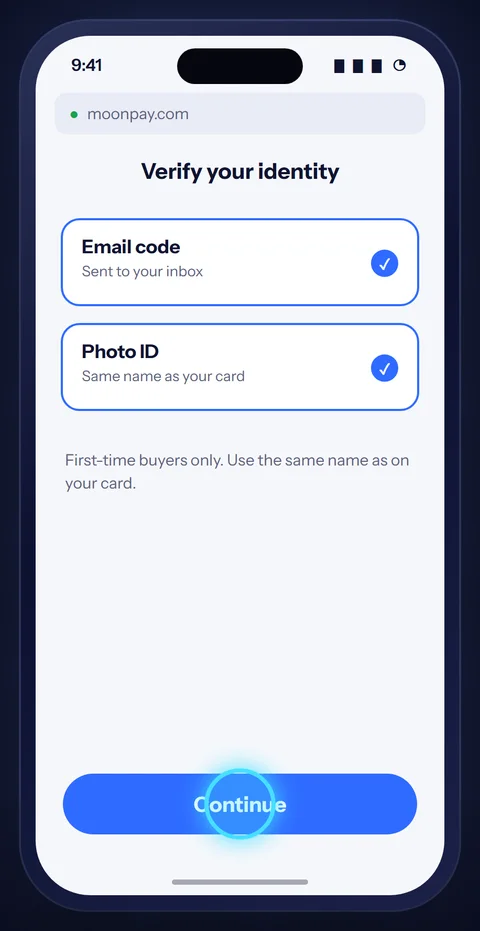 9:41
moonpay.com
Verify your identity
Email code
Sent to your inbox
Photo ID
Same name as your card
First-time buyers only. Use the same name as on
your card.
Continue